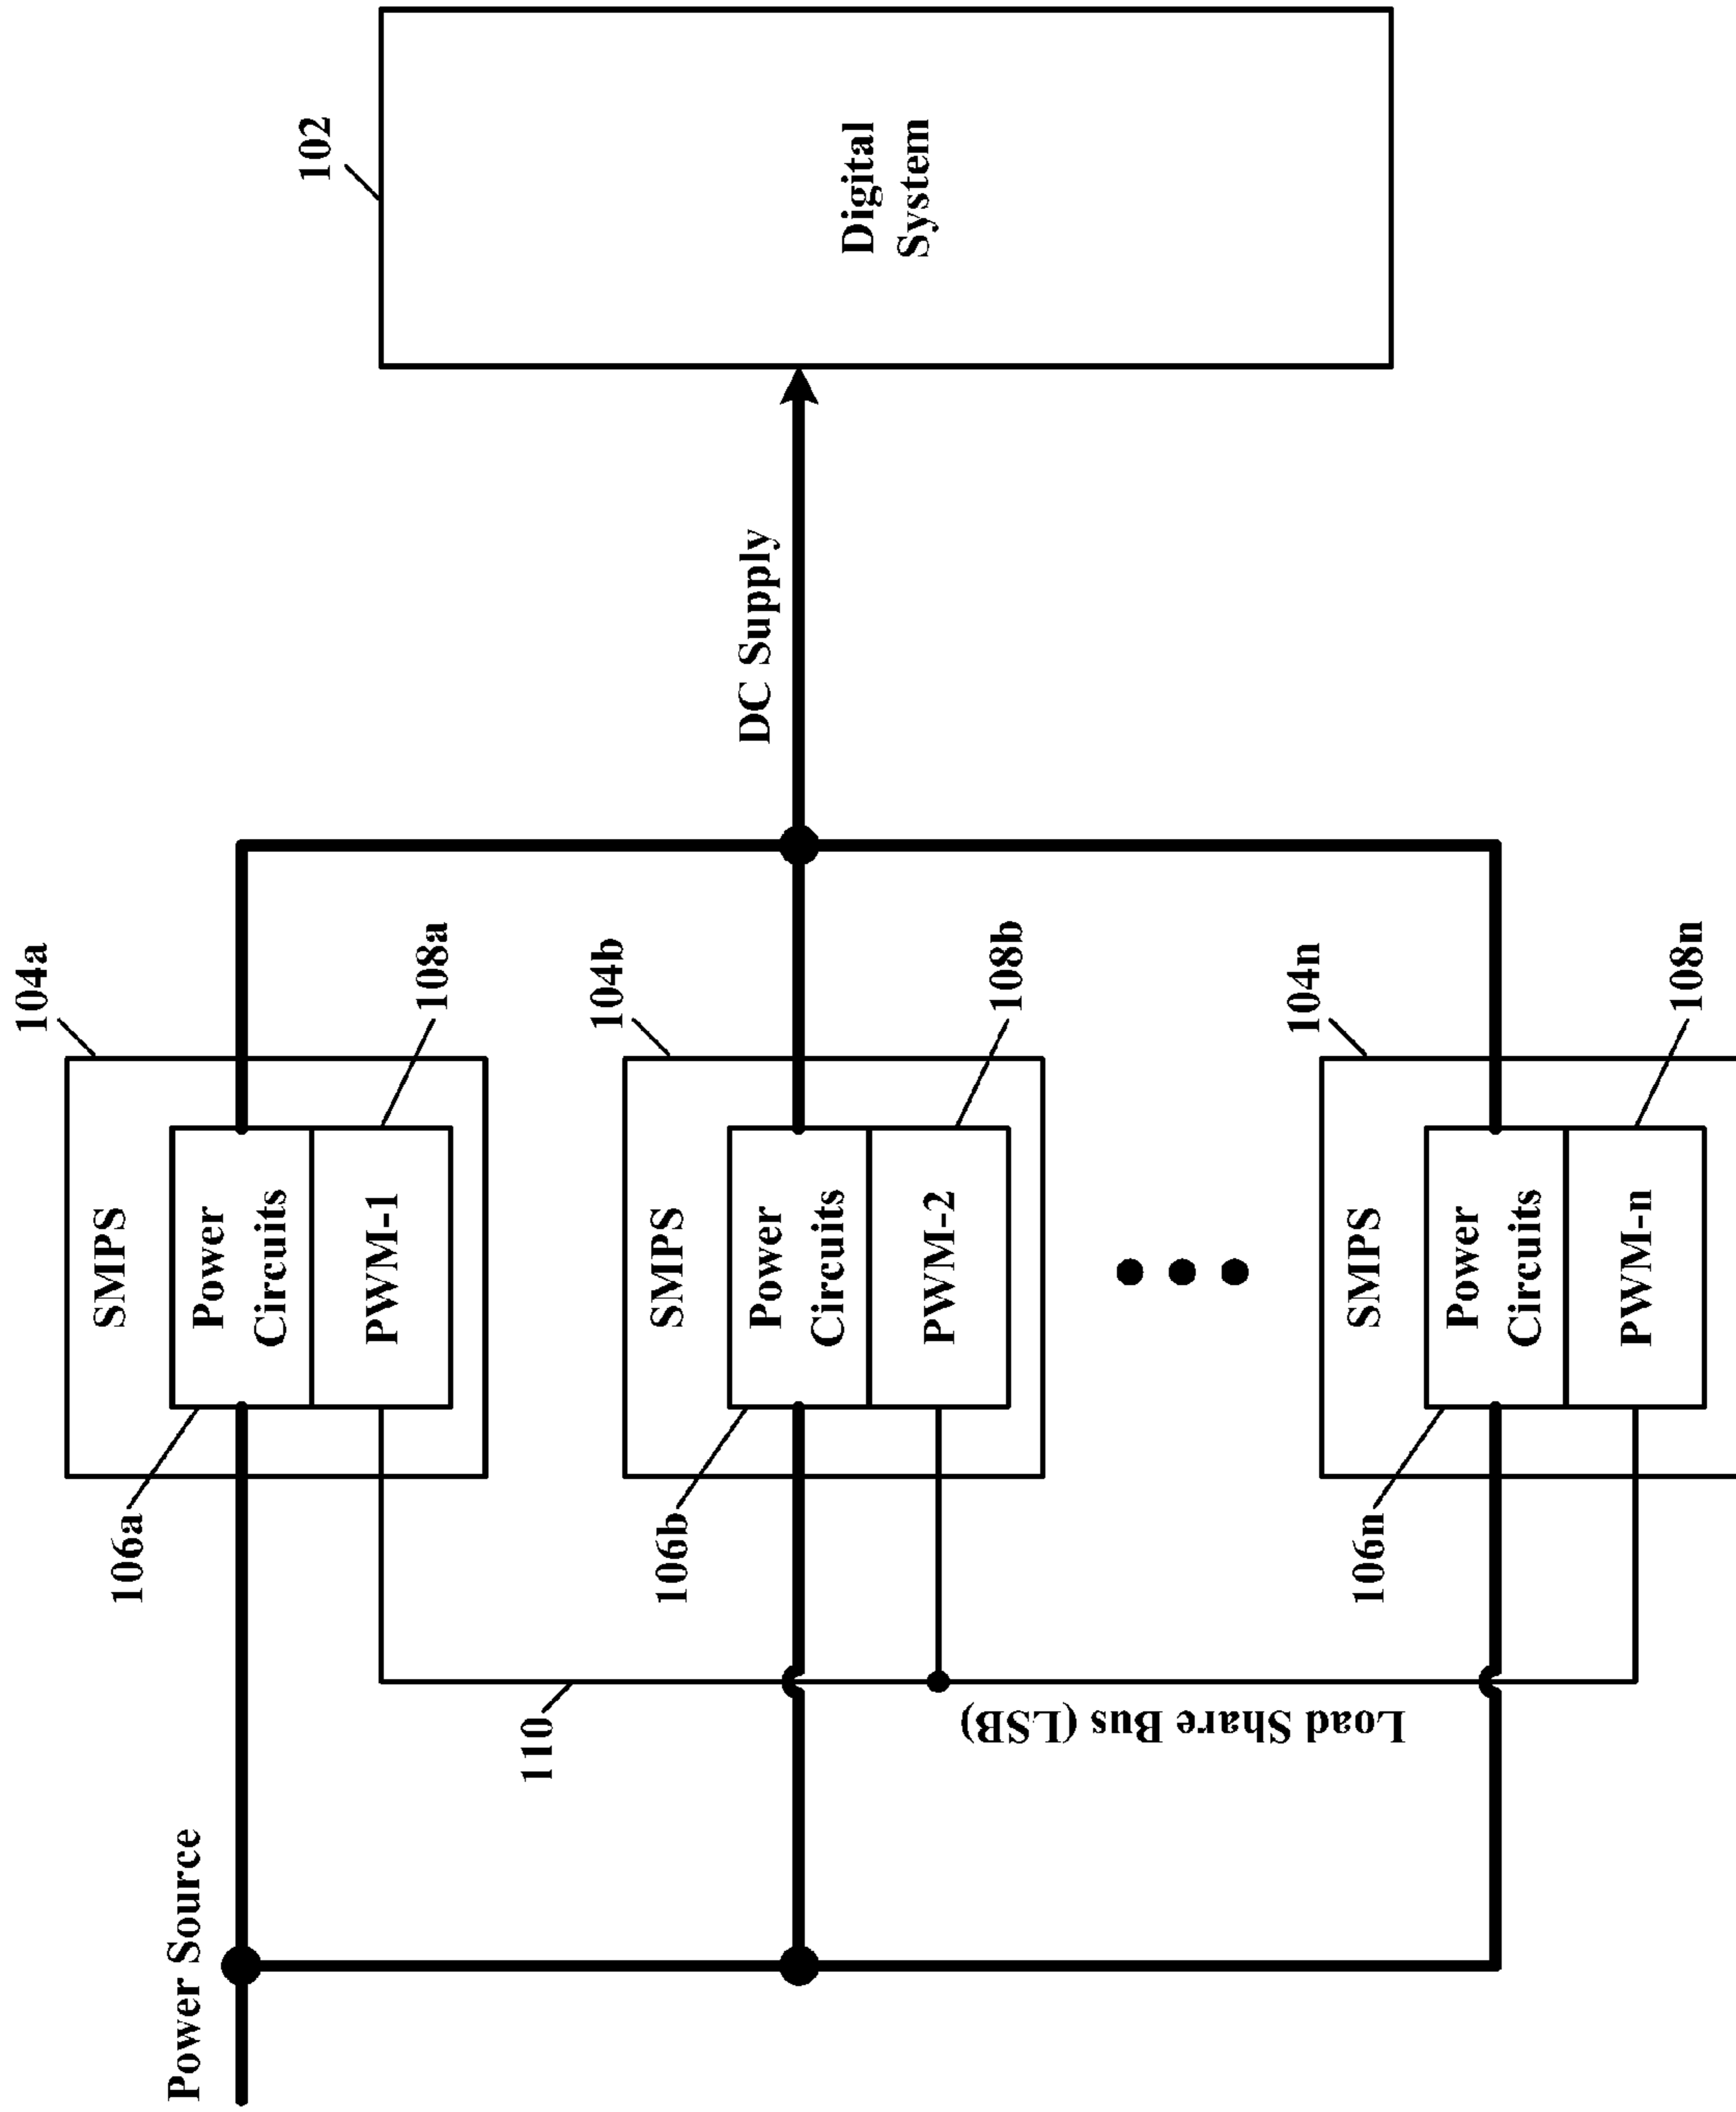 Power Source
104a
SMPS
106a
Power
Circuits
PWM-1
108a
110
104b
SMPS
106b
Power
Circuits
PWM-2
108b
Load Share Bus (LSB)
104n
SMPS
106n
Power
Circuits
PWM-n
108n
DC Supply
102
Digital
System